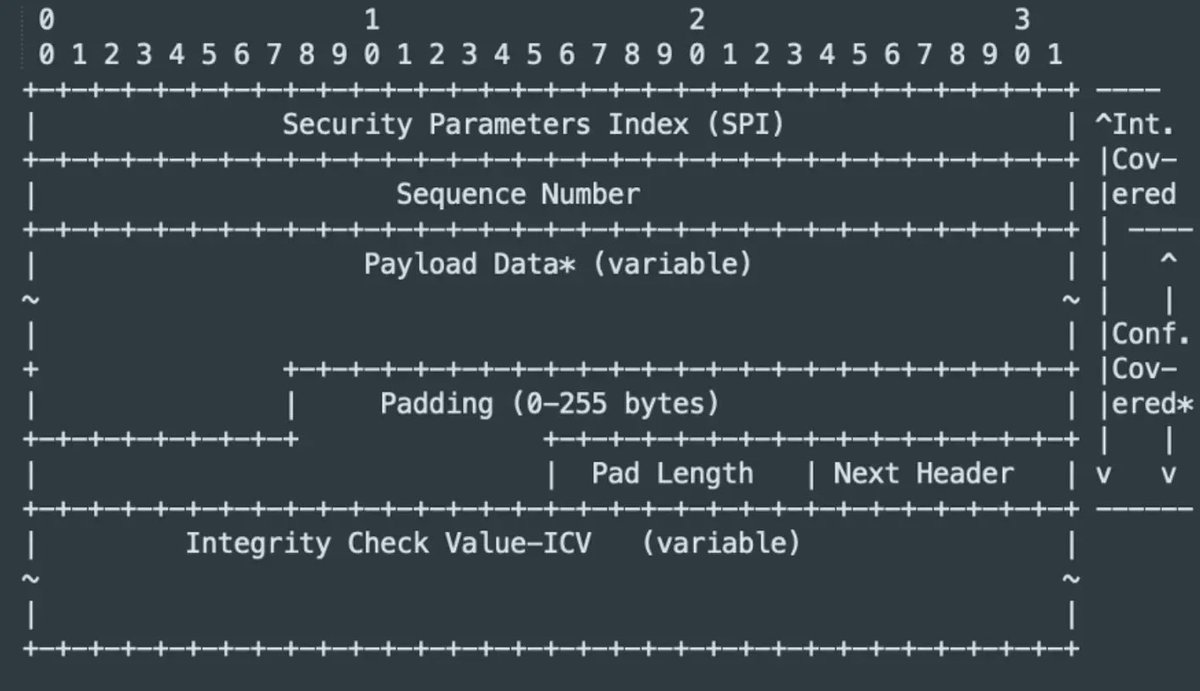 0                   1                   2                   3
 0 1 2 3 4 5 6 7 8 9 0 1 2 3 4 5 6 7 8 9 0 1 2 3 4 5 6 7 8 9 0 1
+-+-+-+-+-+-+-+-+-+-+-+-+-+-+-+-+-+-+-+-+-+-+-+-+-+-+-+-+-+-+-+-+ ----
|               Security Parameters Index (SPI)                 | ^Int.
+-+-+-+-+-+-+-+-+-+-+-+-+-+-+-+-+-+-+-+-+-+-+-+-+-+-+-+-+-+-+-+-+ |Cov-
|                      Sequence Number                          | |ered
+-+-+-+-+-+-+-+-+-+-+-+-+-+-+-+-+-+-+-+-+-+-+-+-+-+-+-+-+-+-+-+-+ | ----
|                    Payload Data* (variable)                   | |   ^
~                                                               ~ |   |
|                                                               | |Conf.
+               +-+-+-+-+-+-+-+-+-+-+-+-+-+-+-+-+-+-+-+-+-+-+-+-+ |Cov-
|               |     Padding (0-255 bytes)                     | |ered*
+-+-+-+-+-+-+-+-+               +-+-+-+-+-+-+-+-+-+-+-+-+-+-+-+-+ |   |
|                               |  Pad Length   | Next Header   | v   v
+-+-+-+-+-+-+-+-+-+-+-+-+-+-+-+-+-+-+-+-+-+-+-+-+-+-+-+-+-+-+-+-+ ------
|         Integrity Check Value-ICV   (variable)                |
~                                                               ~
|                                                               |
+-+-+-+-+-+-+-+-+-+-+-+-+-+-+-+-+-+-+-+-+-+-+-+-+-+-+-+-+-+-+-+-+